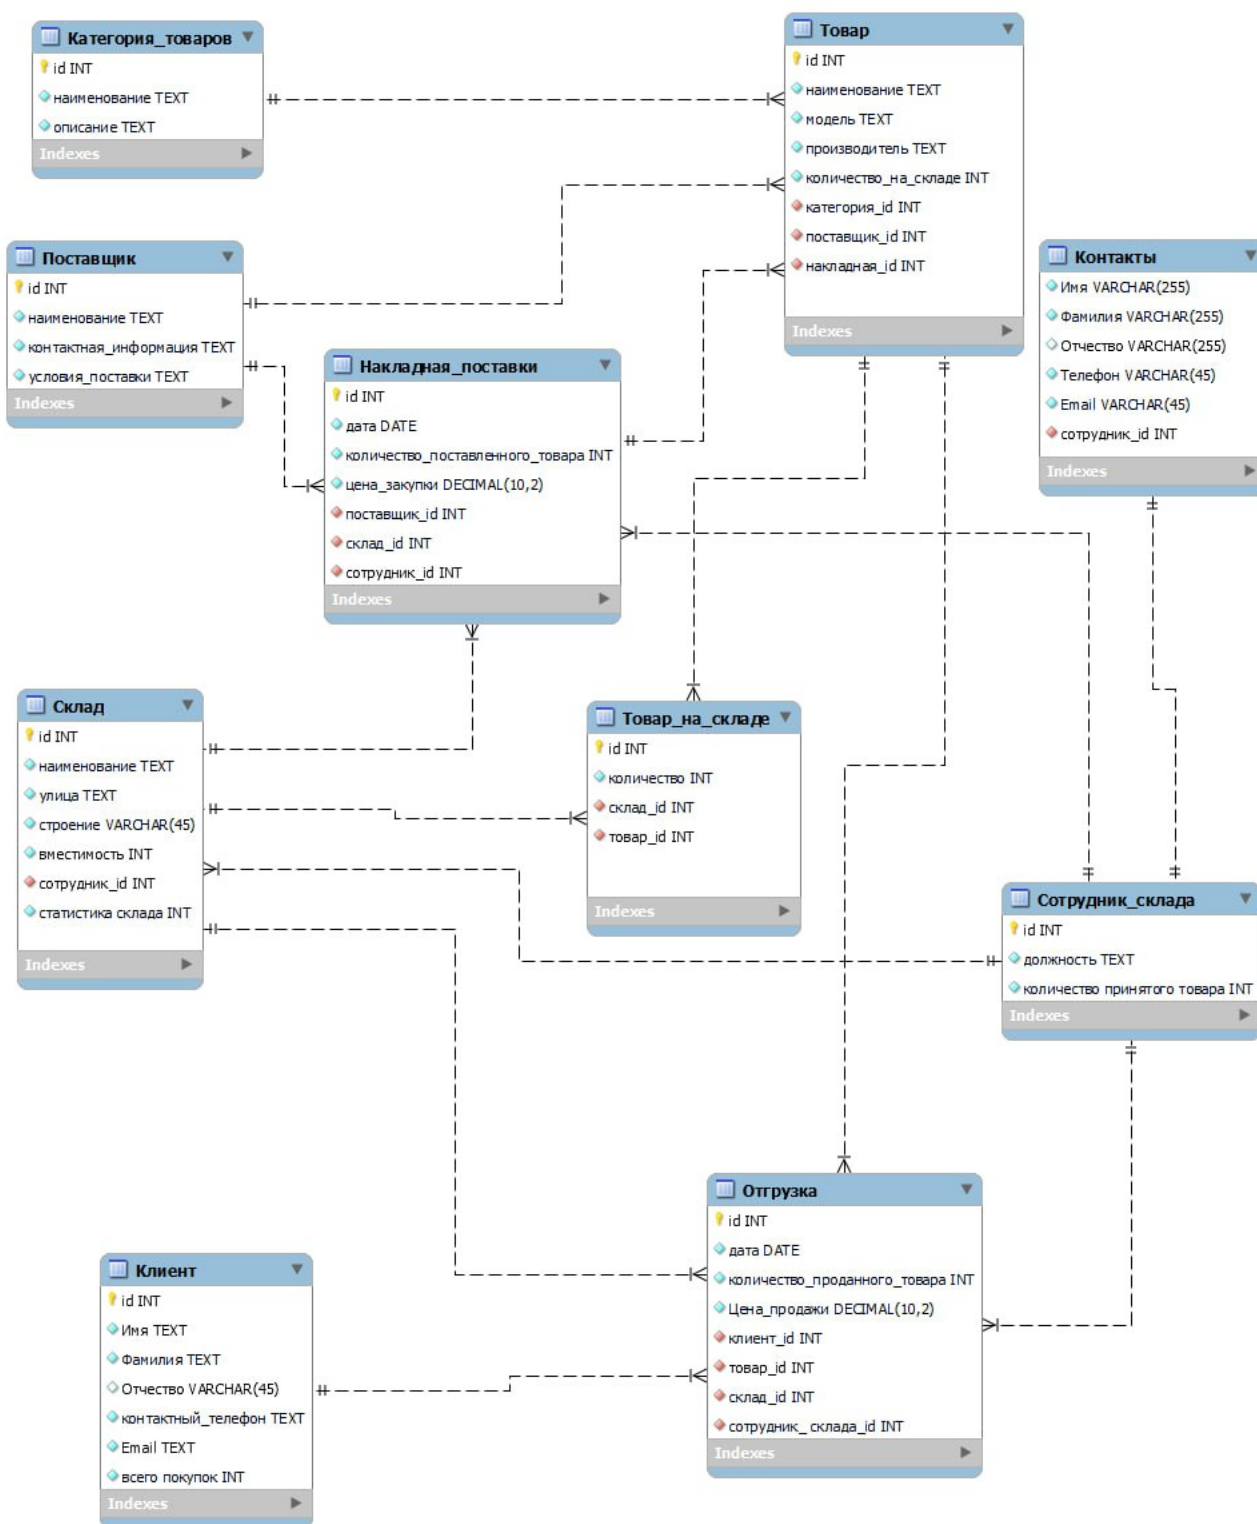 Категория_товаров
id INT
наименование TEXT
описание TEXT
Indexes
Товар
id INT
наименование TEXT
модель TEXT
производитель TEXT
количество_на_складе INT
категория_id INT
поставщик_id INT
накладная_id INT
Indexes
Поставщик
id INT
наименование TEXT
контактная_информация TEXT
условия_поставки TEXT
Indexes
Контакты
Имя VARCHAR(255)
Фамилия VARCHAR(255)
Отчество VARCHAR(255)
Телефон VARCHAR(45)
Email VARCHAR(45)
сотрудник_id INT
Indexes
Накладная_поставки
id INT
дата DATE
количество_поставленного_товара INT
цена_закупки DECIMAL(10,2)
поставщик_id INT
склад_id INT
сотрудник_id INT
Indexes
Склад
id INT
наименование TEXT
улица TEXT
строение VARCHAR(45)
вместимость INT
сотрудник_id INT
статистика склада INT
Indexes
Товар_на_складе
id INT
количество INT
склад_id INT
товар_id INT
Indexes
Сотрудник_склада
id INT
должность TEXT
количество принятого товара INT
Indexes
Отгрузка
id INT
дата DATE
количество_проданного_товара INT
Цена_продажи DECIMAL(10,2)
клиент_id INT
товар_id INT
склад_id INT
сотрудник_ склада_id INT
Indexes
Клиент
id INT
Имя TEXT
Фамилия TEXT
Отчество VARCHAR(45)
контактный_телефон TEXT
Email TEXT
всего покупок INT
Indexes